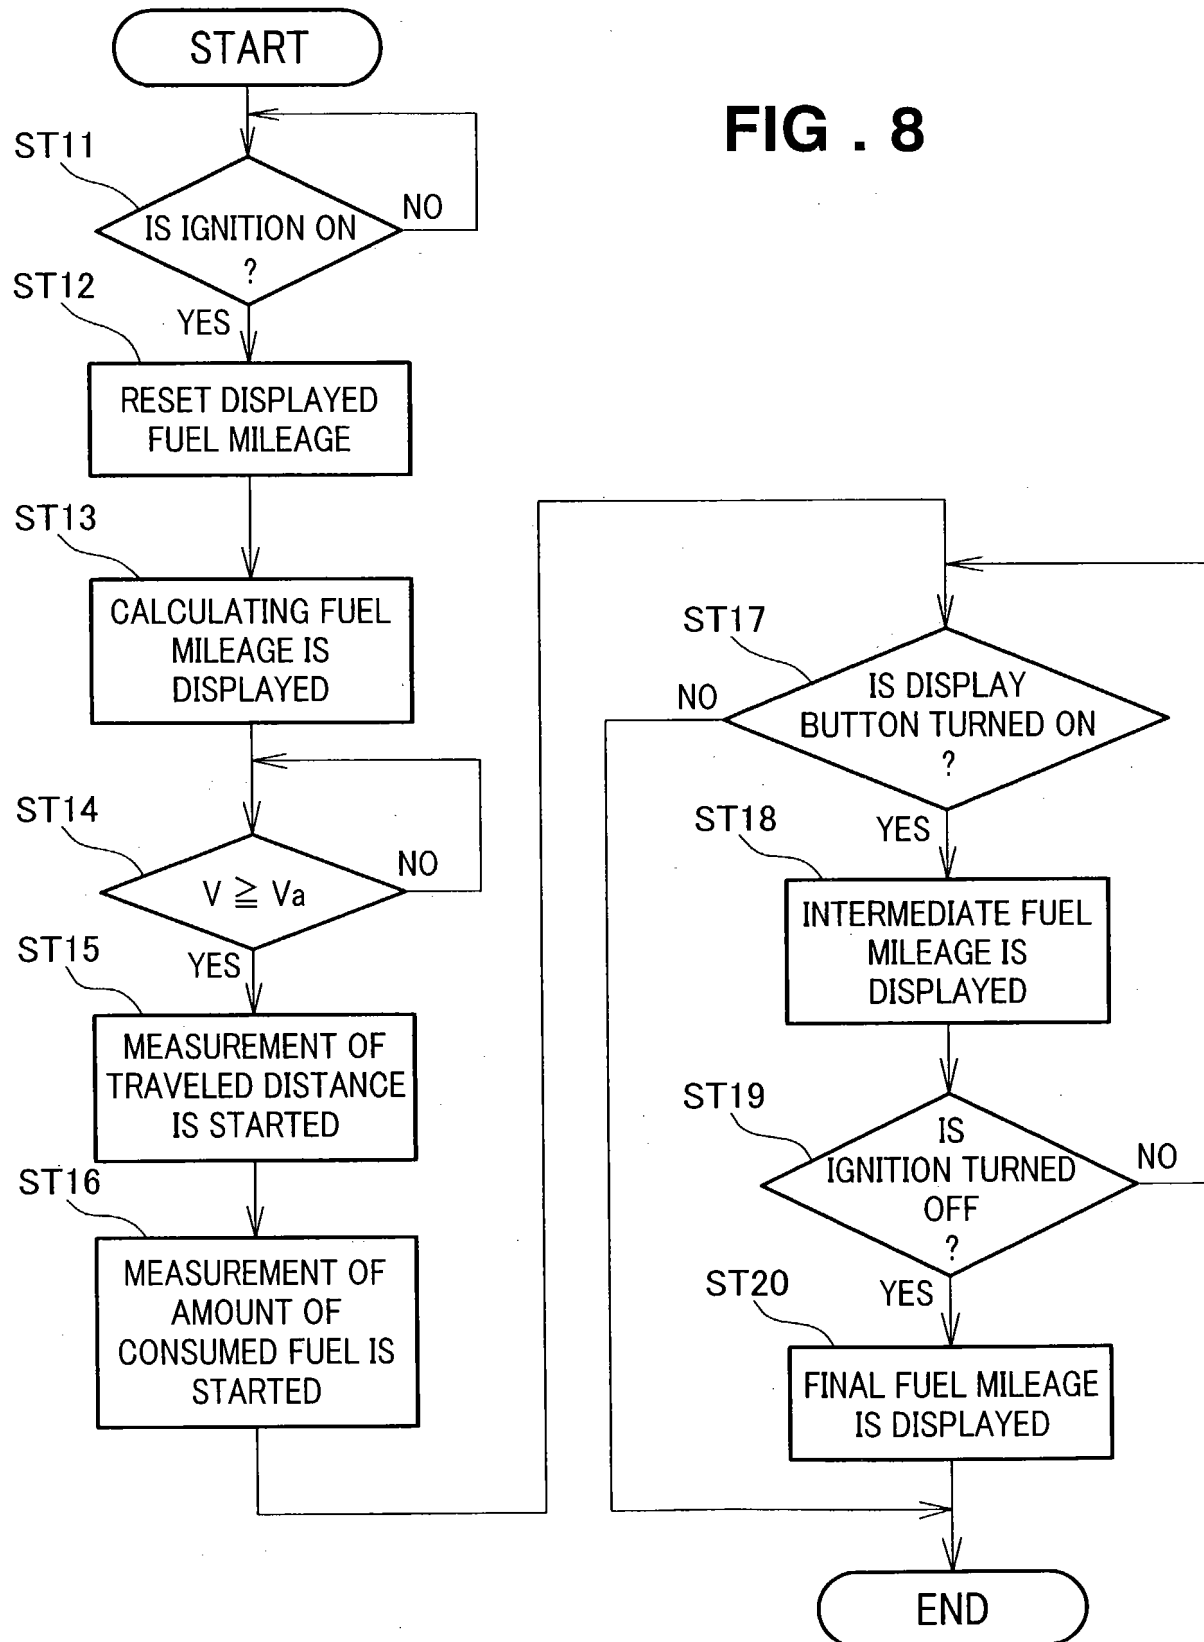 START
FIG . 8
ST11
IS IGNITION ON
?
NO
YES
ST12
RESET DISPLAYED
FUEL MILEAGE
ST13
CALCULATING FUEL
MILEAGE IS
DISPLAYED
ST14
V ≧ Va
NO
YES
ST15
MEASUREMENT OF
TRAVELED DISTANCE
IS STARTED
ST16
MEASUREMENT OF
AMOUNT OF
CONSUMED FUEL IS
STARTED
ST17
IS DISPLAY
BUTTON TURNED ON
?
NO
YES
ST18
INTERMEDIATE FUEL
MILEAGE IS
DISPLAYED
ST19
IS
IGNITION TURNED
OFF
?
NO
YES
ST20
FINAL FUEL MILEAGE
IS DISPLAYED
END